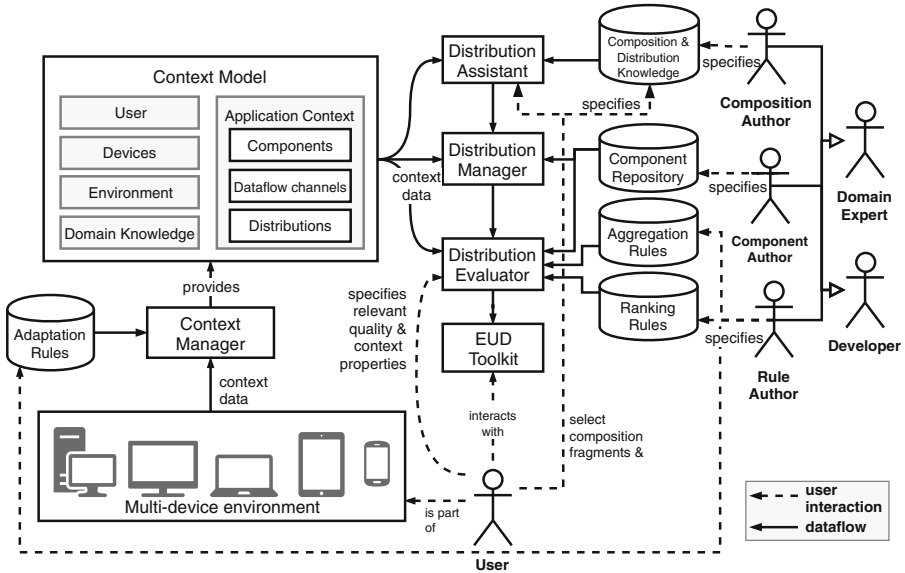 Context Model
User
Devices
Environment
Domain Knowledge
Application Context
Components
Dataflow channels
Distributions
provides
Adaptation
Rules
Context
Manager
context
data
Multi-device environment
Distribution
Assistant
Distribution
Manager
context
data
Distribution
Evaluator
specifies
relevant
quality &
context
properties
EUD
Toolkit
interacts
with
is part
of
User
select
composition
fragments &
specifies
Composition &
Distribution
Knowledge
Component
Repository
Aggregation
Rules
Ranking
Rules
specifies
Composition
Author
specifies
Component
Author
specifies
Rule
Author
Domain
Expert
Developer
user
interaction
dataflow